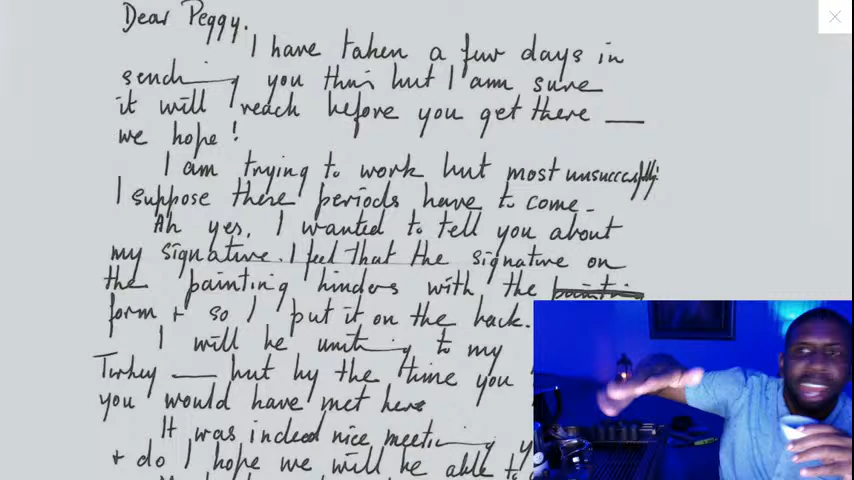 Dear Peggy.
I have taken a few days in
sending you this but I am sure
it will reach before you get there —
we hope!
I am trying to work but most unsuccessfully
I suppose these periods have to come_
Ah yes, I wanted to tell you about
my signature. I feel that the signature on
the painting hinders with the
form + so I put it on the back.
I will be to my
Turkey — but by the time you
you would have met here
It was indeed nice meeting
+ do I hope we will be able to